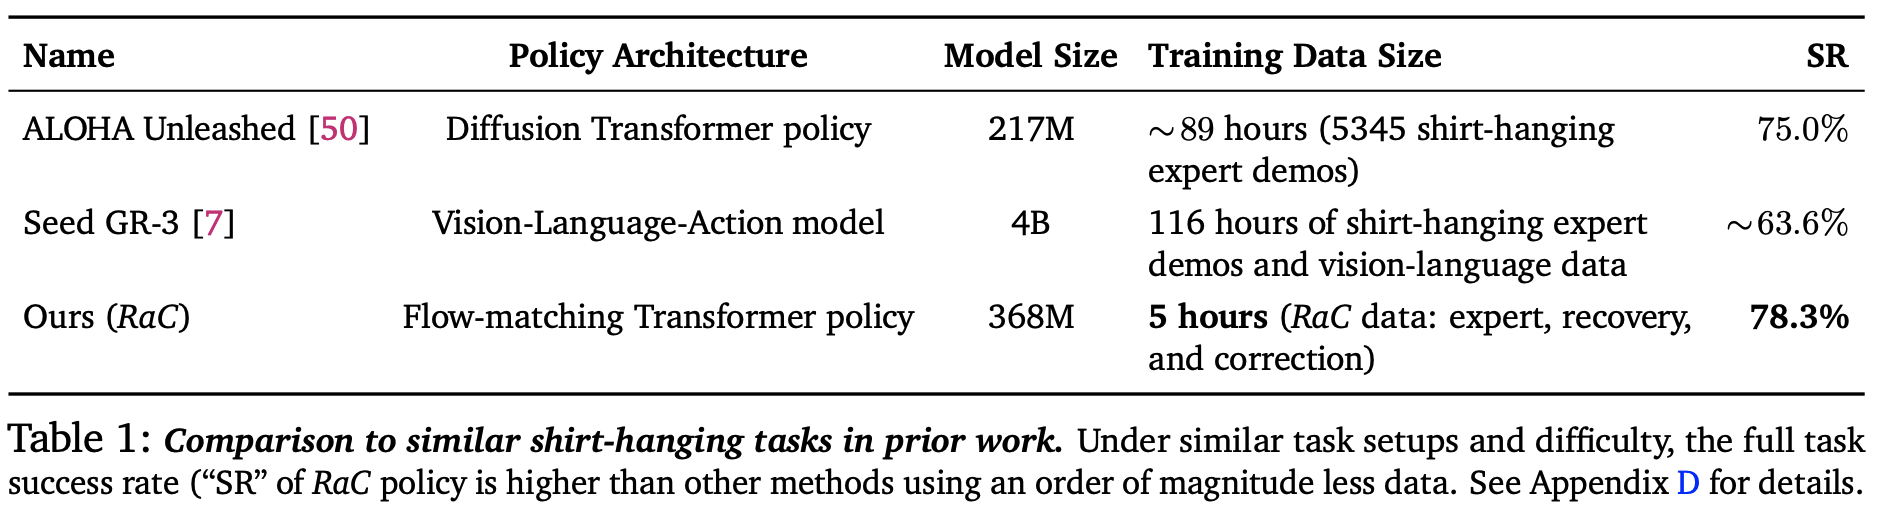 Name Policy Architecture Model Size Training Data Size SR
ALOHA Unleashed [50] Diffusion Transformer policy 217M ∼89 hours (5345 shirt-hanging 75.0%
expert demos)
Seed GR-3 [7] Vision-Language-Action model 4B 116 hours of shirt-hanging expert ∼63.6%
demos and vision-language data
Ours (RaC) Flow-matching Transformer policy 368M 5 hours (RaC data: expert, recovery, 78.3%
and correction)
Table 1: Comparison to similar shirt-hanging tasks in prior work. Under similar task setups and difficulty, the full task
success rate (“SR” of RaC policy is higher than other methods using an order of magnitude less data. See Appendix D for details.